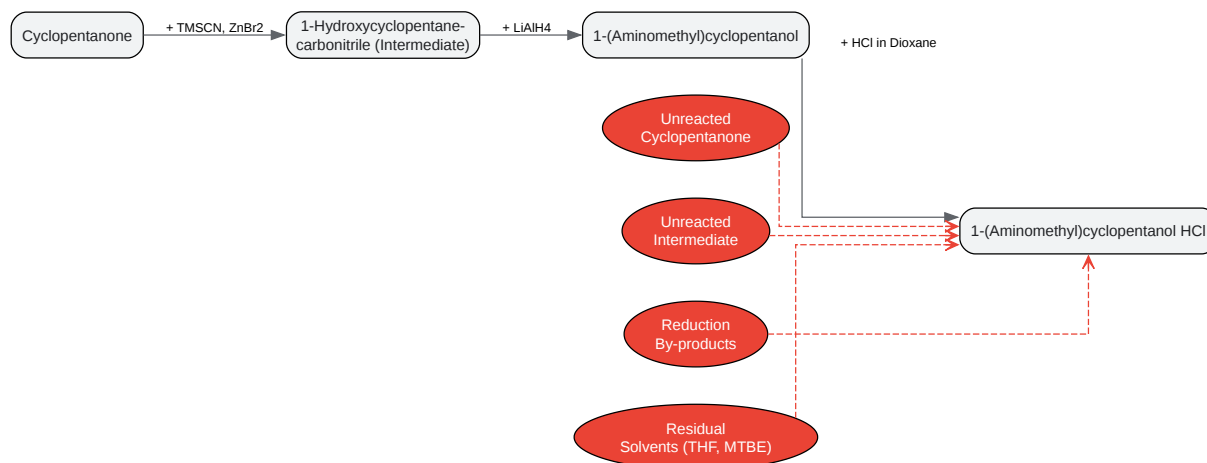 Cyclopentanone
+ TMSCN, ZnBr2
1-Hydroxycyclopentane-
carbonitrile (Intermediate)
+ LiAlH4
1-(Aminomethyl)cyclopentanol
+ HCl in Dioxane
Unreacted
Cyclopentanone
Unreacted
Intermediate
1-(Aminomethyl)cyclopentanol HCl
Reduction
By-products
Residual
Solvents (THF, MTBE)